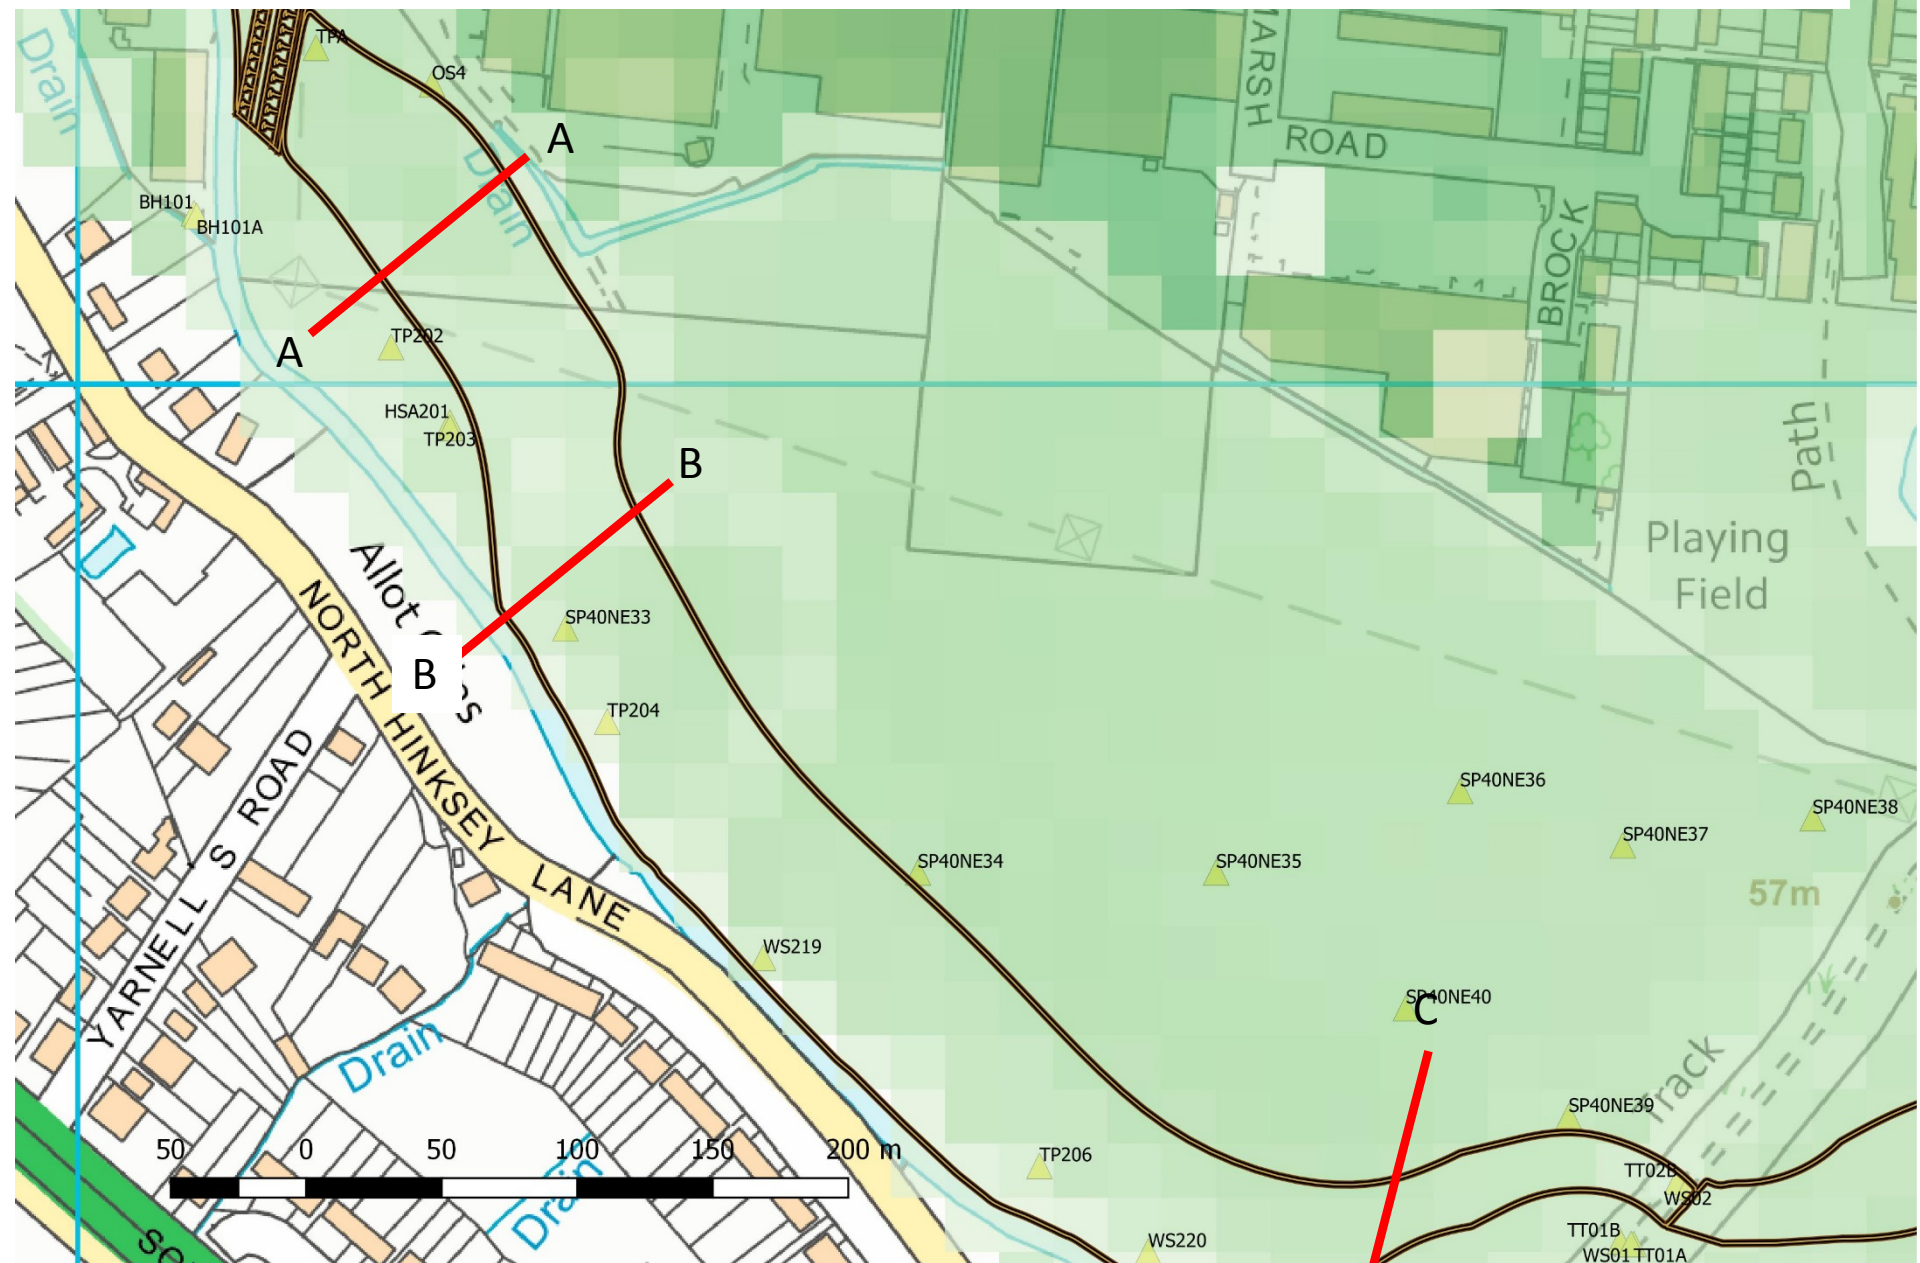 Drain
TPA
OS4
MARSH
ROAD
A
Drain
BH101
BH101A
BROCK
A
TP202
HSA201
TP203
Path
B
Playing
Field
Allot
NORTH HINKSEY LANE
SP40NE33
B
TP204
YARNELL S ROAD
SP40NE36
SP40NE38
SP40NE37
SP40NE34
SP40NE35
57m
WS219
SP40NE40
C
Drain
Track
SP40NE39
50 0 50 100 150 200 m
TP206
TT02B
WS02
Drain
WS220
TT01B
WS01 TT01A